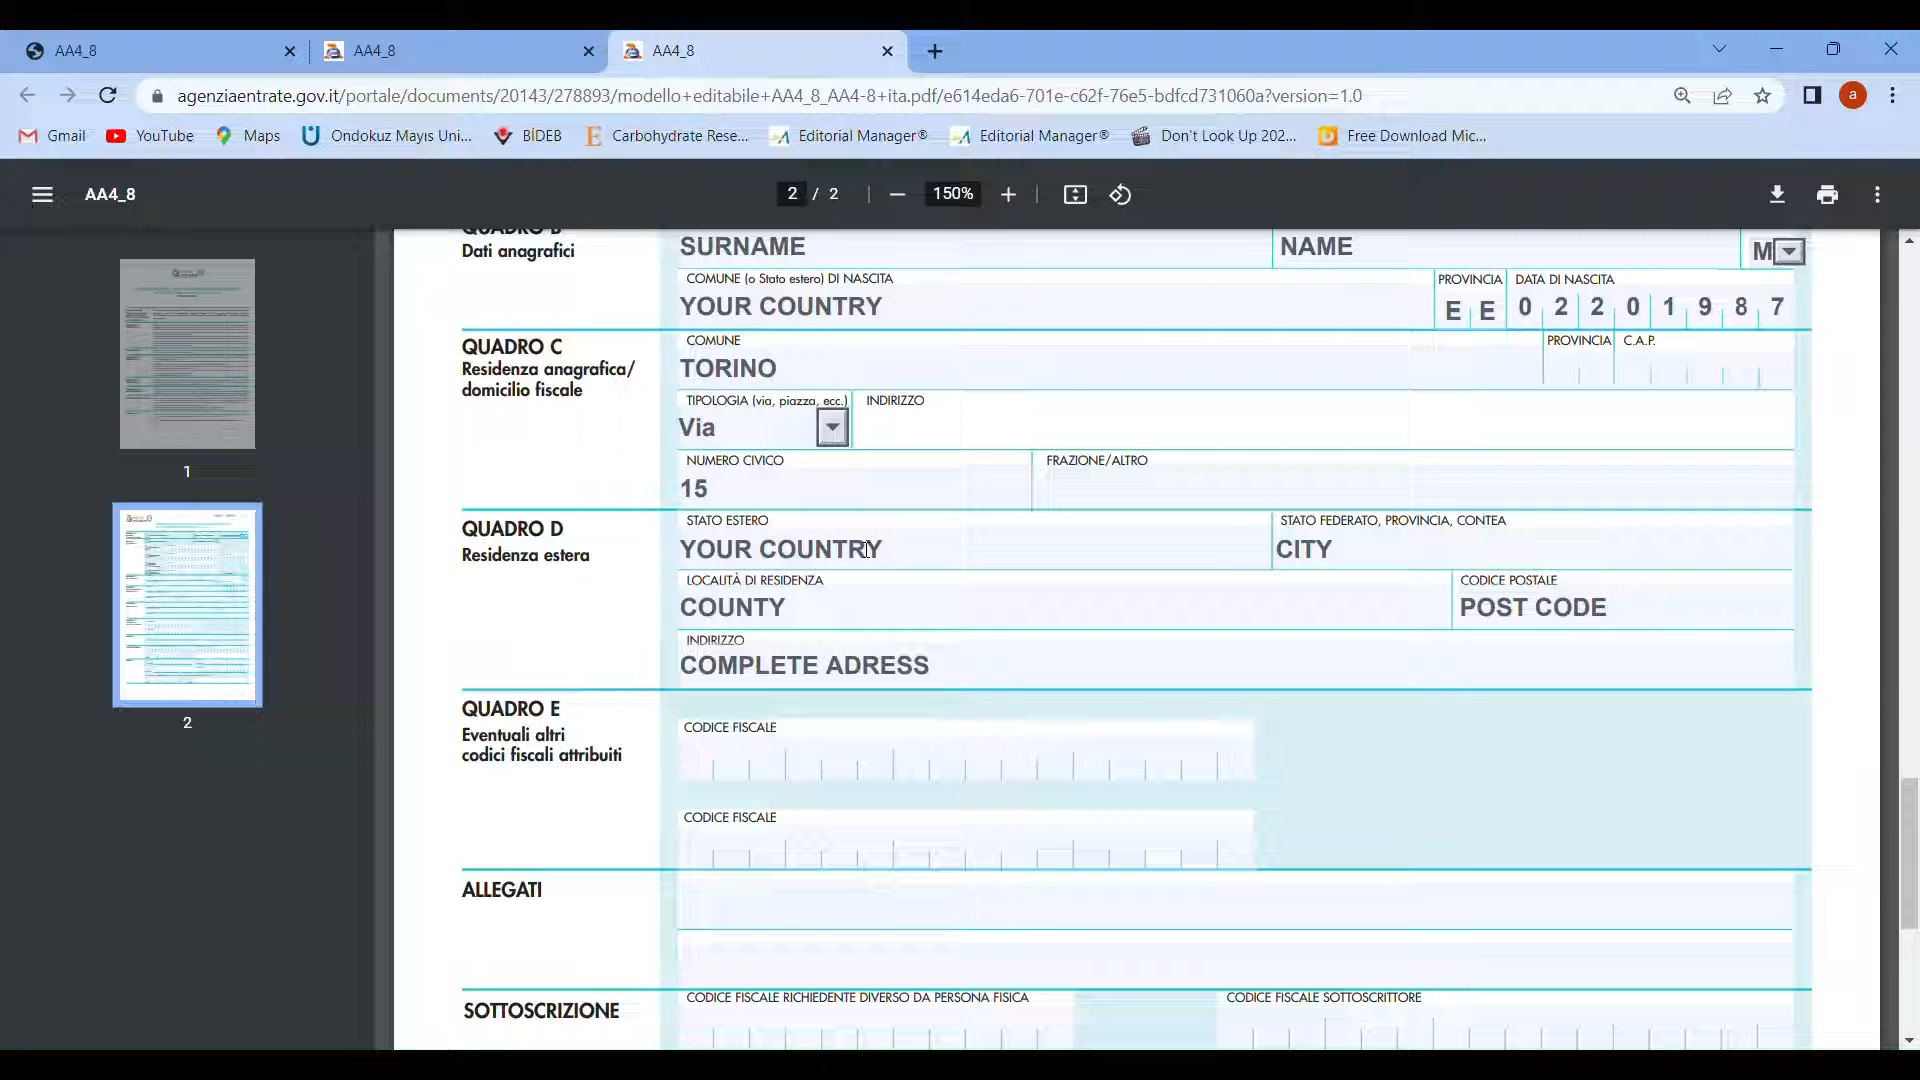 AA4_8
AA4_8
AA4_8
agenziaentrate.gov.it/portale/documents/20143/278893/modello+editabile+AA4_8_AA4-8+ita.pdf/e614eda6-701e-c62f-76e5-bdfcd731060a?version=1.0
a
Gmail
YouTube
Maps
Ondokuz Mayıs Uni...
BİDEB
Carbohydrate Rese...
Editorial Manager®
Editorial Manager®
Don't Look Up 202...
Free Download Mic...
AA4_8
2 / 2
150%
1
2
QUADRO B
Dati anagrafici
SURNAME
NAME
M
COMUNE (o Stato estero) DI NASCITA
YOUR COUNTRY
PROVINCIA
E E
DATA DI NASCITA
0 2 2 0 1 9 8 7
QUADRO C
Residenza anagrafica/
domicilio fiscale
COMUNE
TORINO
PROVINCIA
C.A.P.
TIPOLOGIA (via, piazza, ecc.)
Via
INDIRIZZO
NUMERO CIVICO
15
FRAZIONE/ALTRO
QUADRO D
Residenza estera
STATO ESTERO
YOUR COUNTRY
STATO FEDERATO, PROVINCIA, CONTEA
CITY
LOCALITÀ DI RESIDENZA
COUNTY
CODICE POSTALE
POST CODE
INDIRIZZO
COMPLETE ADRESS
QUADRO E
Eventuali altri
codici fiscali attribuiti
CODICE FISCALE
CODICE FISCALE
ALLEGATI
SOTTOSCRIZIONE
CODICE FISCALE RICHIEDENTE DIVERSO DA PERSONA FISICA
CODICE FISCALE SOTTOSCRITTORE